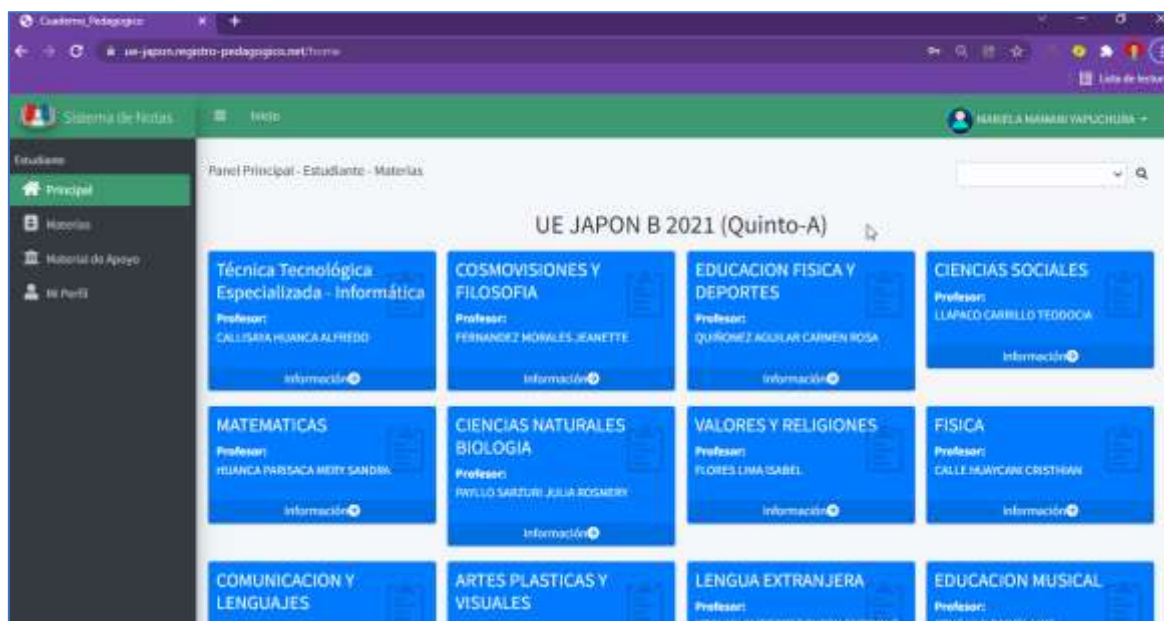 Cuaderno_Pedagogico
ue-japon.registro-pedagogico.net/home
Lista de lectur
Sistema de Notas
Inicio
Estudiante
Principal
Materias
Material de Apoyo
Mi Perfil
Panel Principal - Estudiante - Materias
UE JAPON B 2021 (Quinto-A)
Técnica Tecnológica
Especializada - Informática
Profesor:
CALLISAYA HUANCA ALFREDO
Información
COSMOVISIONES Y
FILOSOFIA
Profesor:
FERNANDEZ MORALES JEANETTE
Información
EDUCACION FISICA Y
DEPORTES
Profesor:
QUIÑONEZ AGUILAR CARMEN ROSA
Información
CIENCIAS SOCIALES
Profesor:
LLAPACO CARRILLO TEODOCIA
Información
MATEMATICAS
Profesor:
HUANCA PARISACA MERY SANDRA
Información
CIENCIAS NATURALES
BIOLOGIA
Profesor:
PAYLLO SARZURI JULIA ROSMERY
Información
VALORES Y RELIGIONES
Profesor:
FLORES LIMA ISABEL
Información
FISICA
Profesor:
CALLE HUAYCANI CRISTHIAN
Información
COMUNICACION Y
LENGUAJES
ARTES PLASTICAS Y
VISUALES
LENGUA EXTRANJERA
Profesor:
EDUCACION MUSICAL
Profesor: